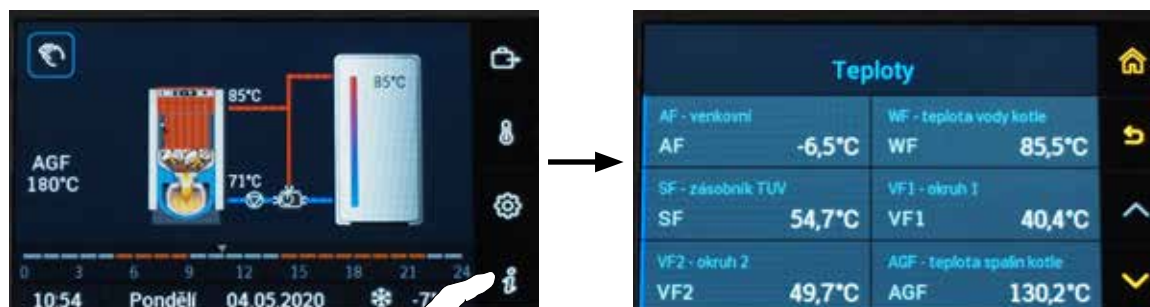 85°C
85°C
AGF
180°C
71°C
0 3 6 9 12 15 18 21 24
10:54 Pondělí 04.05.2020 -7°
i
Teploty
AF - venkovní
AF -6,5°C
WF - teplota vody kotle
WF 85,5°C
SF - zásobník TUV
SF 54,7°C
VF1 - okruh 1
VF1 40,4°C
VF2 - okruh 2
VF2 49,7°C
AGF - teplota spalin kotle
AGF 130,2°C